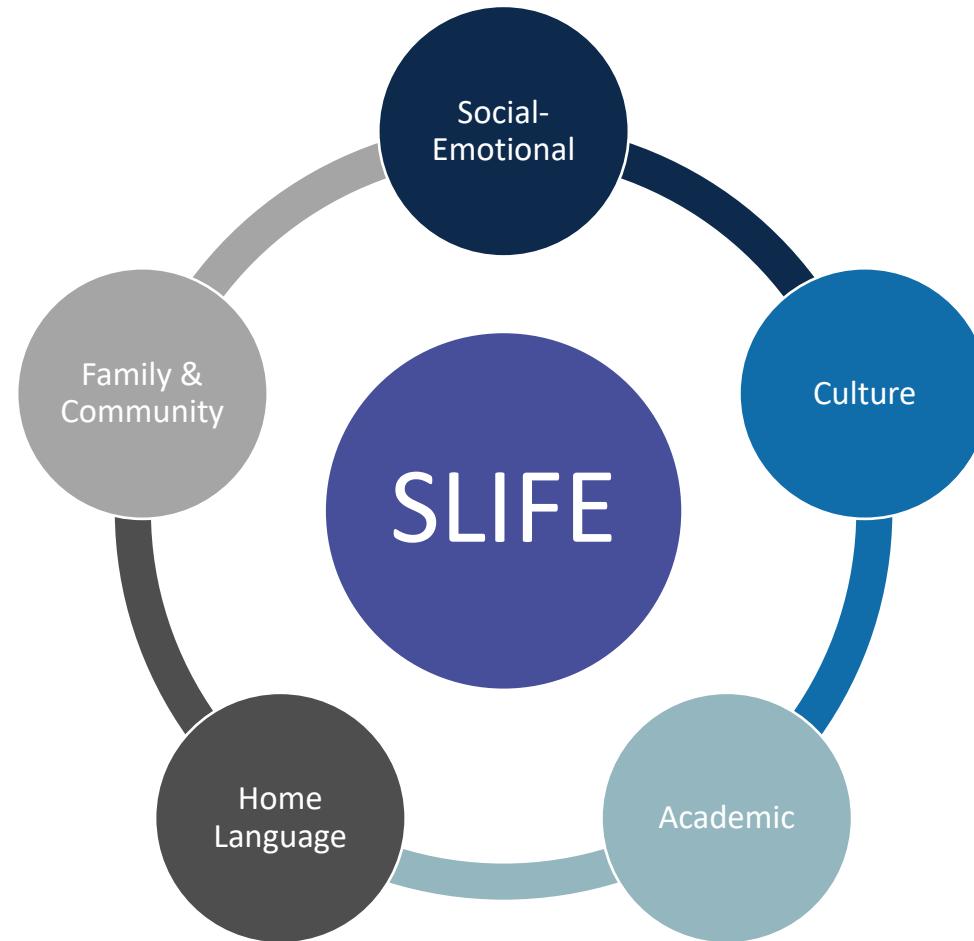 Social-
Emotional
Culture
Academic
Home
Language
Family &
Community
SLIFE